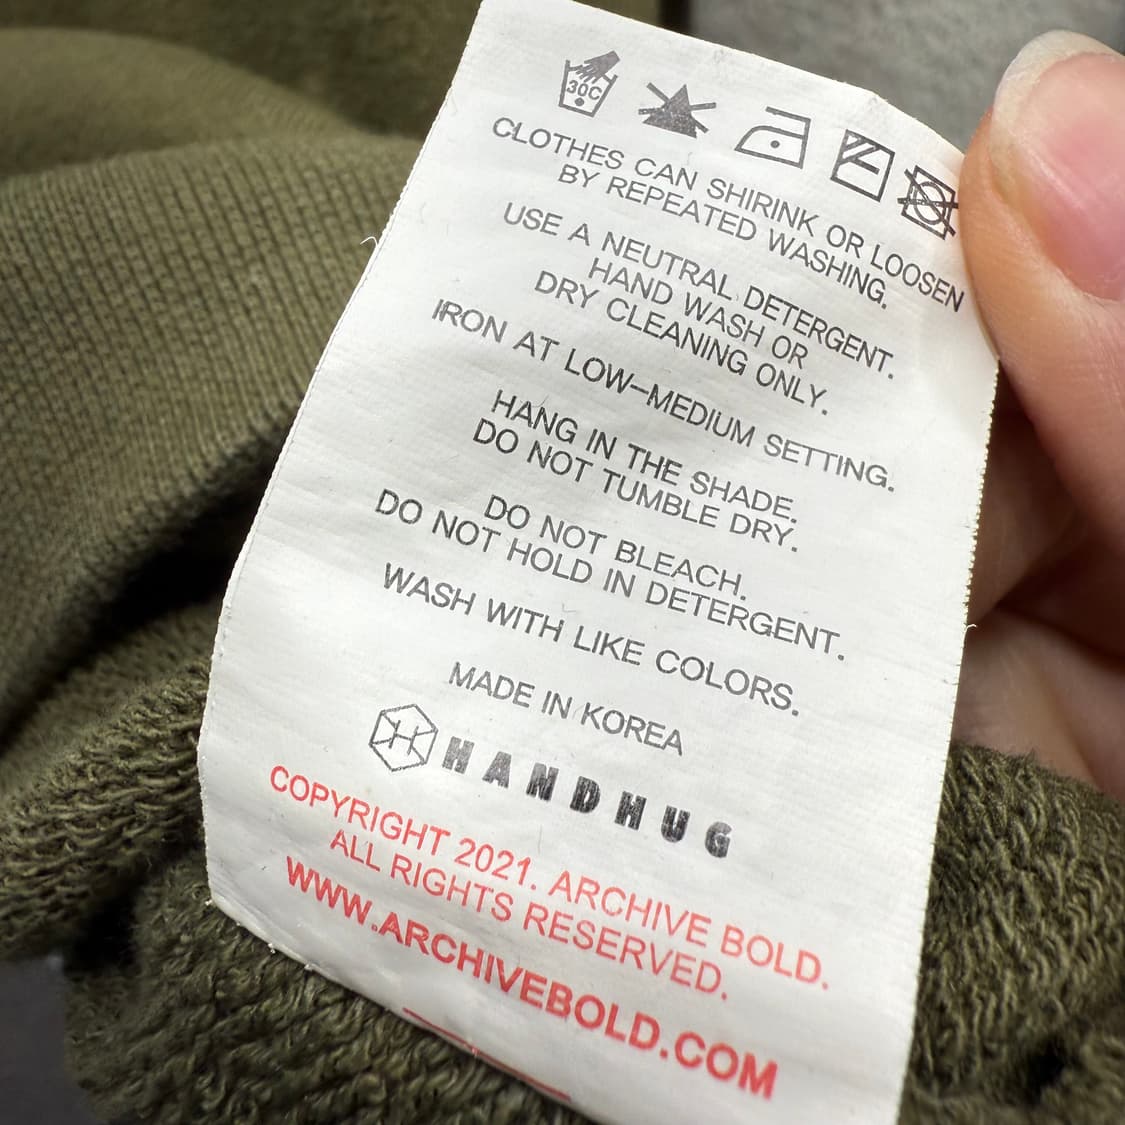 30C
CLOTHES CAN SHIRINK OR LOOSEN
BY REPEATED WASHING.
USE A NEUTRAL DETERGENT.
HAND WASH OR
DRY CLEANING ONLY.
IRON AT LOW–MEDIUM SETTING.
HANG IN THE SHADE.
DO NOT TUMBLE DRY.
DO NOT BLEACH.
DO NOT HOLD IN DETERGENT.
WASH WITH LIKE COLORS.
MADE IN KOREA
HANDHUG
COPYRIGHT 2021. ARCHIVE BOLD.
ALL RIGHTS RESERVED.
WWW.ARCHIVEBOLD.COM